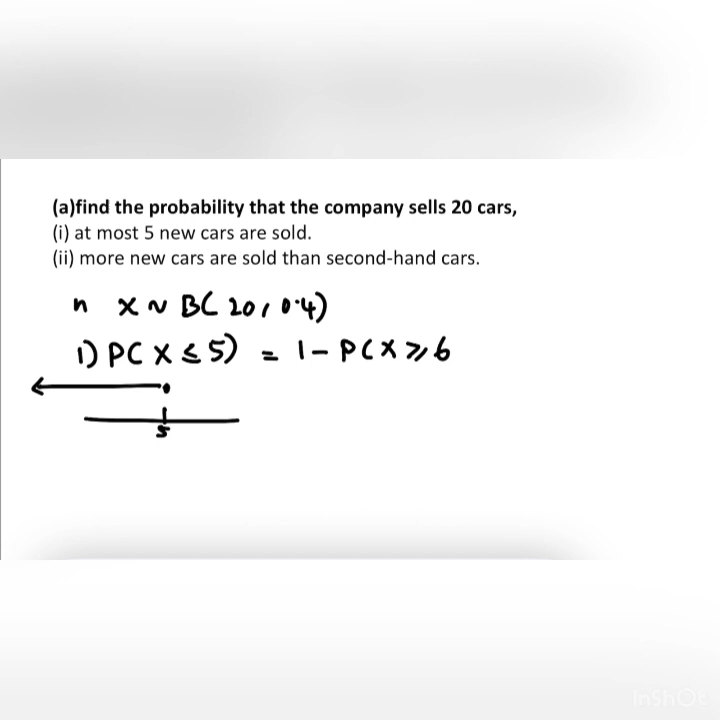 (a)find the probability that the company sells 20 cars,
(i) at most 5 new cars are sold.
(ii) more new cars are sold than second-hand cars.
n X ~ B( 20, 0.4)
i) P( X ≤ 5) = 1 - P(X ≥ 6
5
InShOt